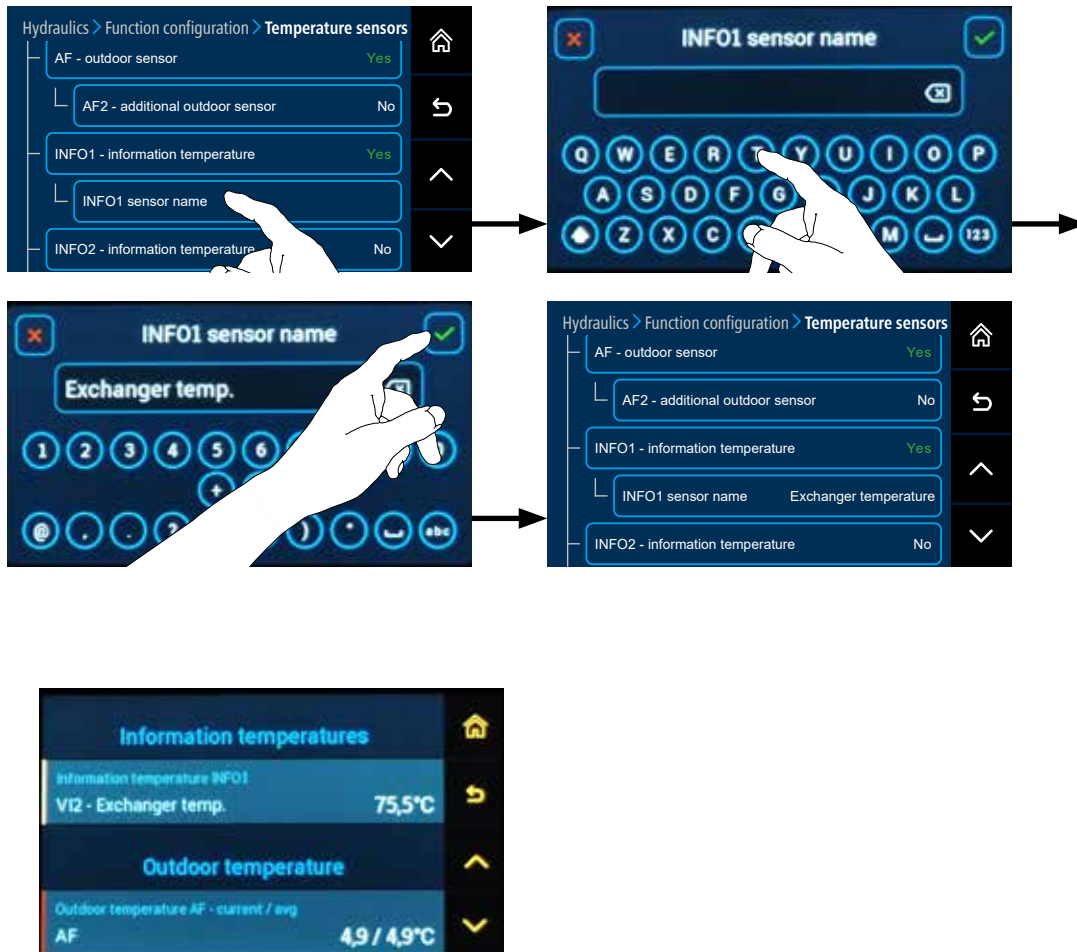 Hydraulics > Function configuration > Temperature sensors
AF - outdoor sensor Yes
AF2 - additional outdoor sensor No
INFO1 - information temperature Yes
INFO1 sensor name
INFO2 - information temperature No
INFO1 sensor name
Q W E R T Y U I O P
A S D F G J K L
Z X C M 123
INFO1 sensor name
Exchanger temp.
1 2 3 4 5 6
+
@ , . ? ) * abc
Hydraulics > Function configuration > Temperature sensors
AF - outdoor sensor Yes
AF2 - additional outdoor sensor No
INFO1 - information temperature Yes
INFO1 sensor name Exchanger temperature
INFO2 - information temperature No
Information temperatures
Information temperature INFO1
VI2 - Exchanger temp. 75,5°C
Outdoor temperature
Outdoor temperature AF - current / avg
AF 4,9 / 4,9°C